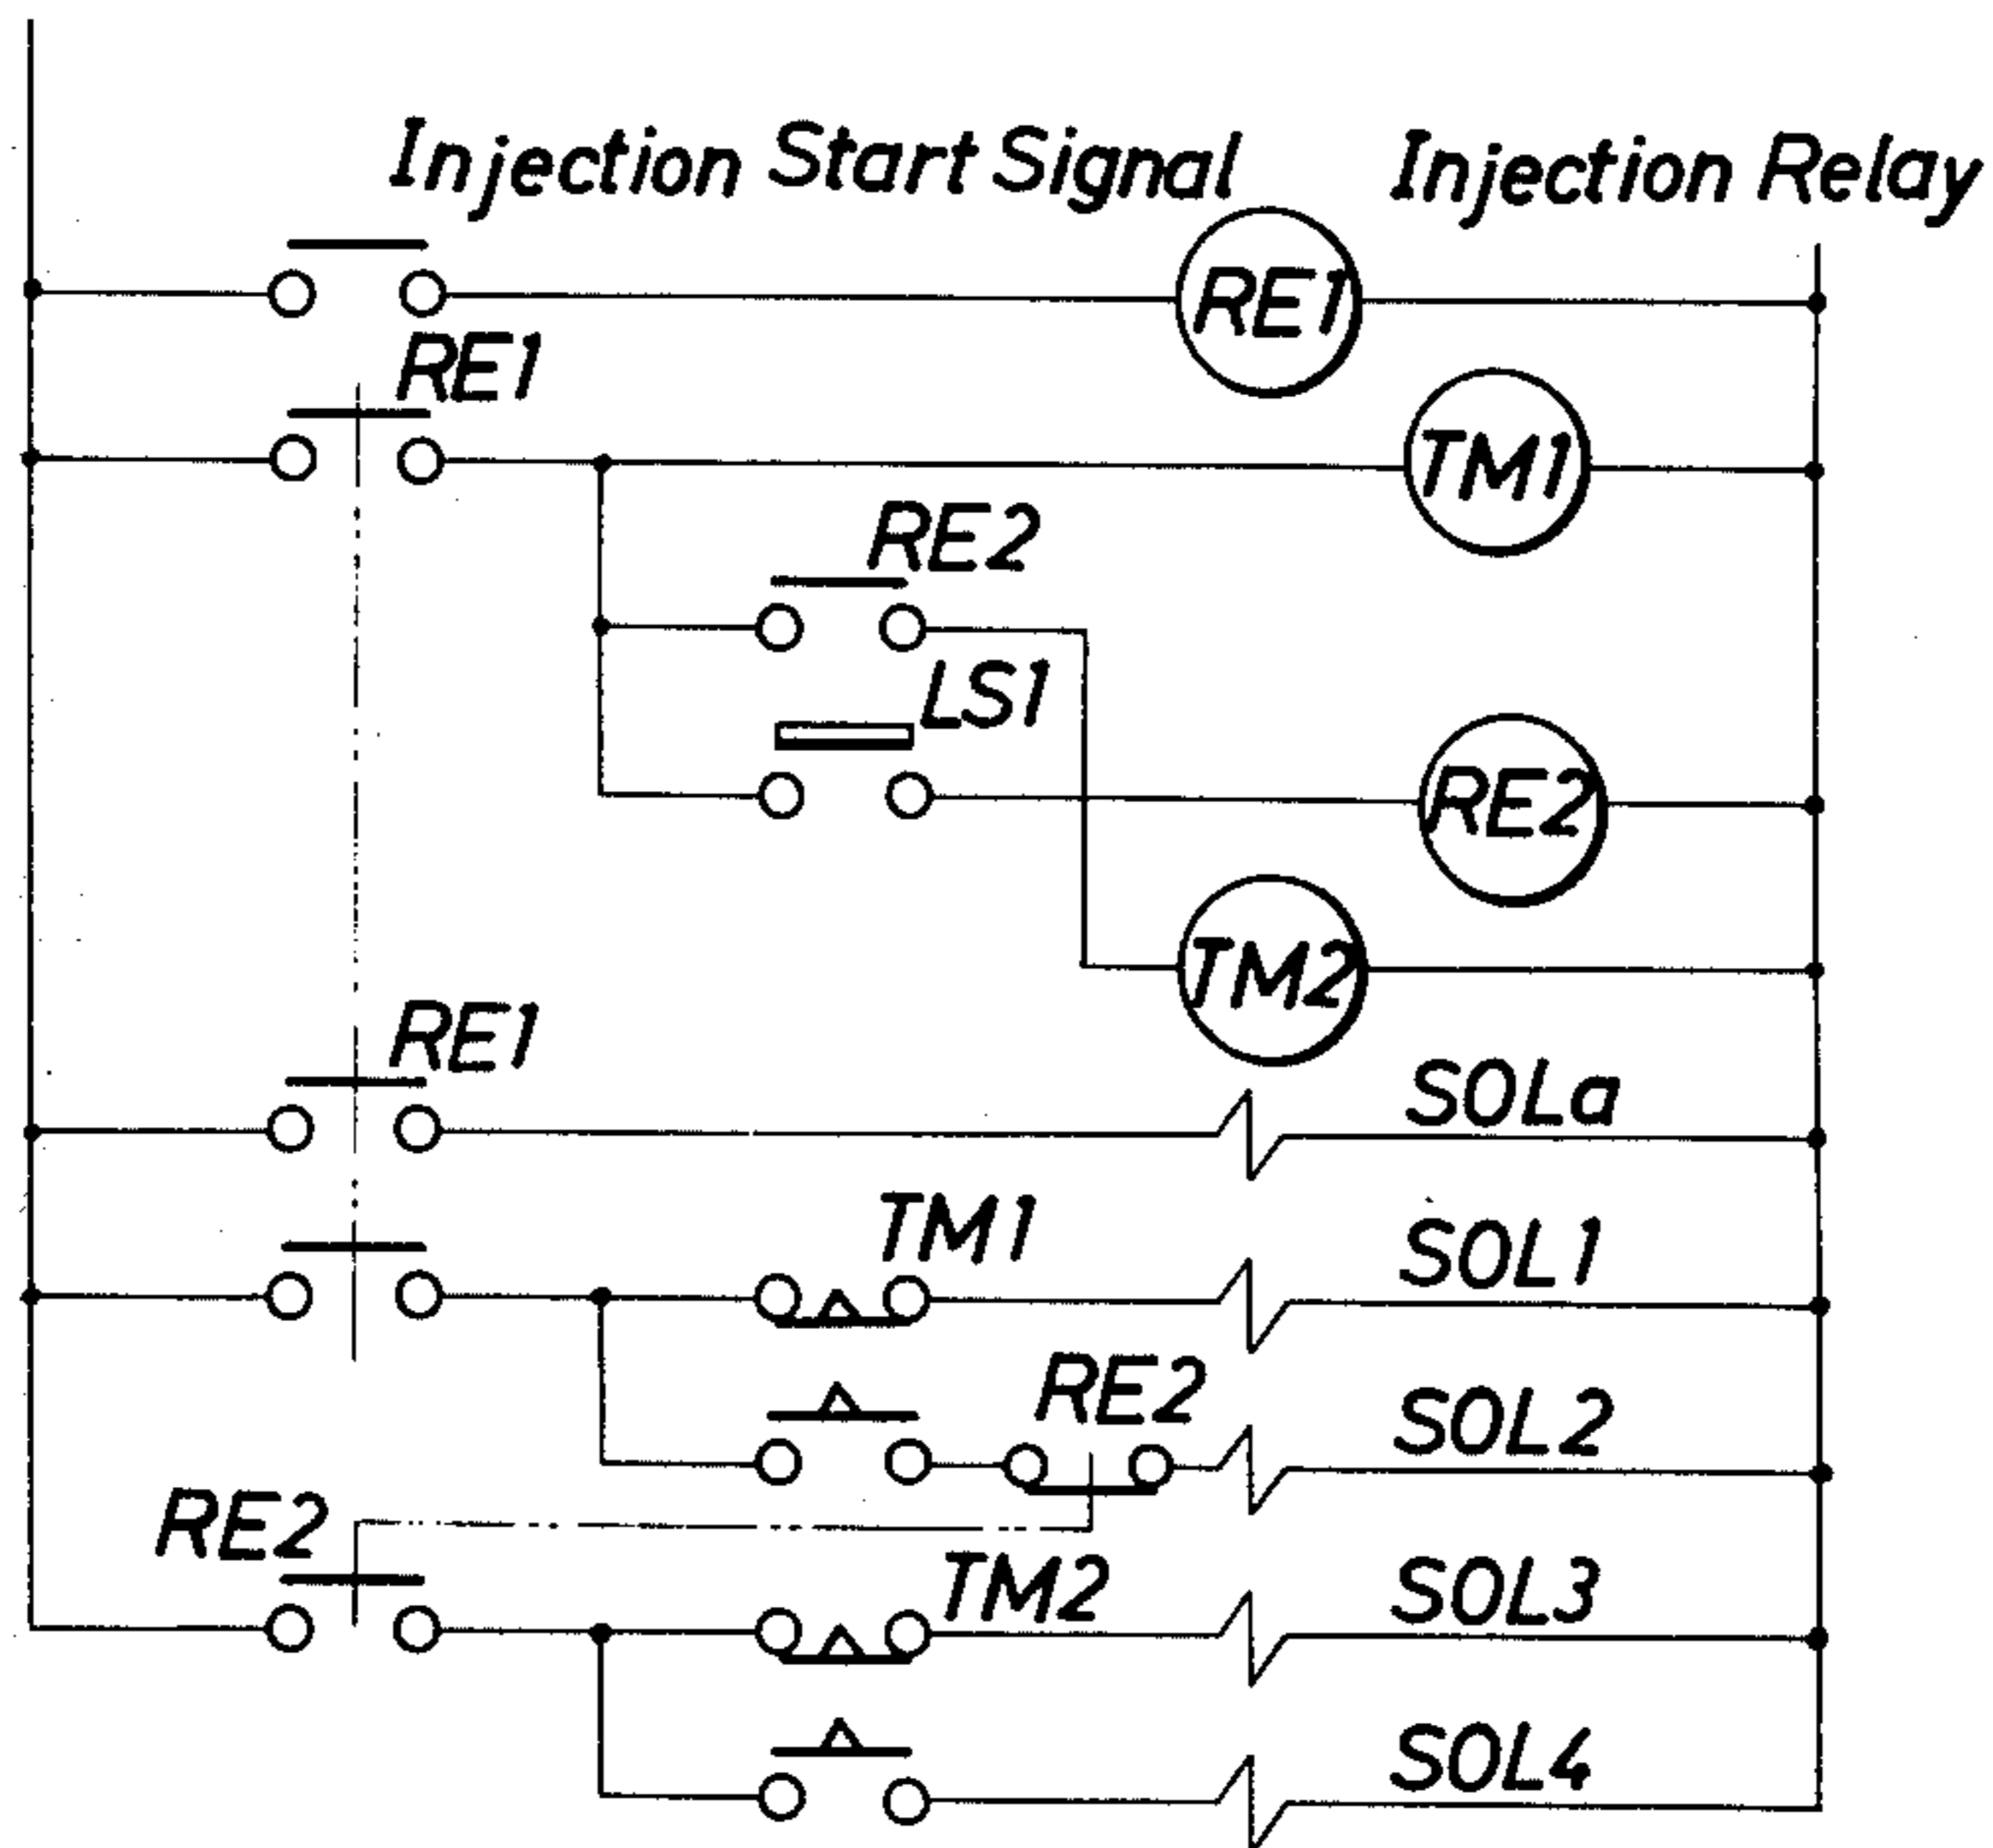 Injection Start Signal
Injection Relay
RE1
RE1
TM1
RE2
LS1
RE2
TM2
RE1
SOLa
TM1
SOL1
RE2
SOL2
RE2
TM2
SOL3
SOL4